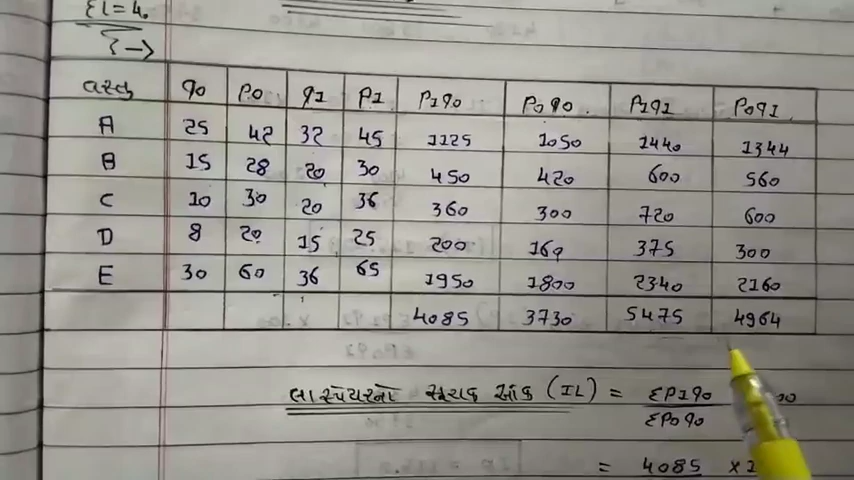 દા = 4.
વસ્તુ q0 P0 q1 P1 P1q0 P0q0. P1q1 P0q1
A 25 42 32 45 1125 1050 1440 1344
B 15 28 20 30 450 420 600 560
C 10 30 20 36 360 300 720 600
D 8 20 15 25 200 160 375 300
E 30 60 36 65 1950 1800 2340 2160
4085 3730 5475 4964
લાસ્પેયરનો સૂચક આંક (IL) = ΣP1q0
ΣP0q0
= 4085 ×